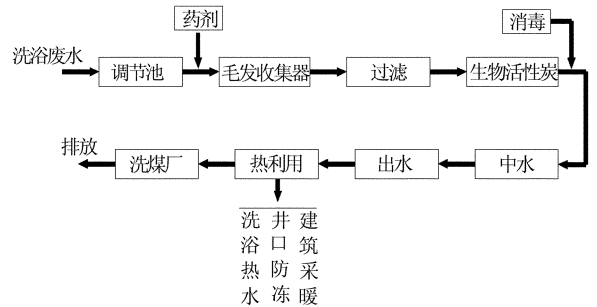 药剂
消毒
洗浴废水
调节池
毛发收集器
过滤
生物活性炭
排放
洗煤厂
热利用
出水
中水
洗浴热水
井口防冻
建筑采暖